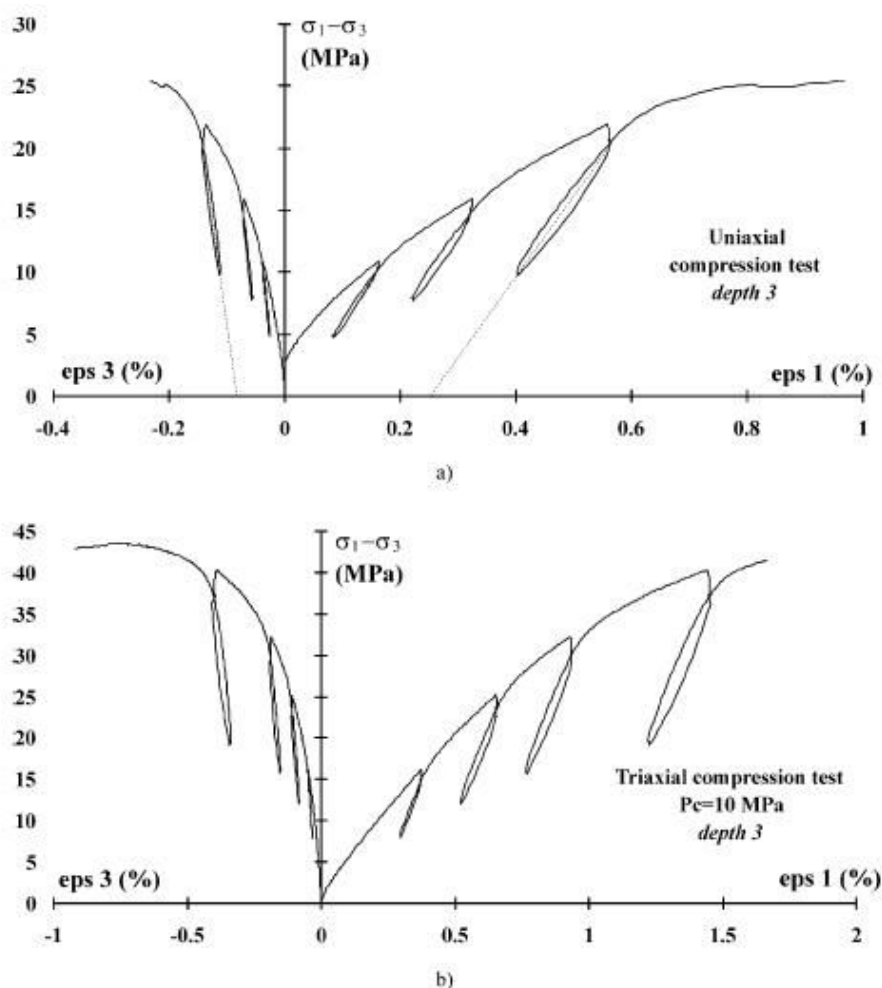 30
σ₁−σ₃
(MPa)
25
20
15
Uniaxial
compression test
depth 3
10
5
eps 3 (%)
0
eps 1 (%)
-0.4 -0.2 0 0.2 0.4 0.6 0.8 1
a)
45
σ₁−σ₃
40
(MPa)
35
30
25
20
15
Triaxial compression test
Pc=10 MPa
depth 3
10
5
eps 3 (%)
0
eps 1 (%)
-1 -0.5 0 0.5 1 1.5 2
b)